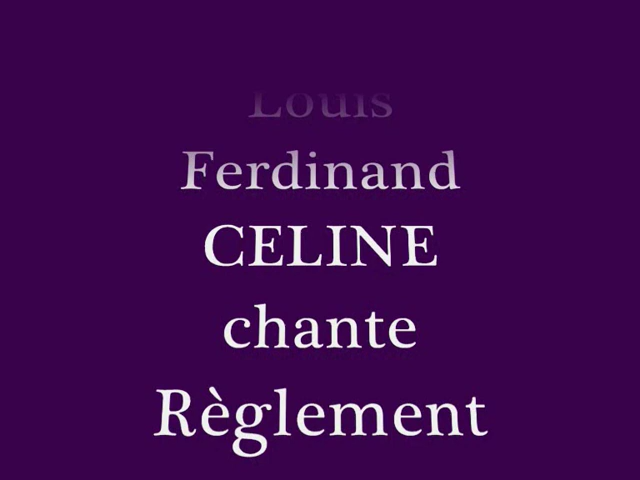 Louis
Ferdinand
CELINE
chante
Règlement